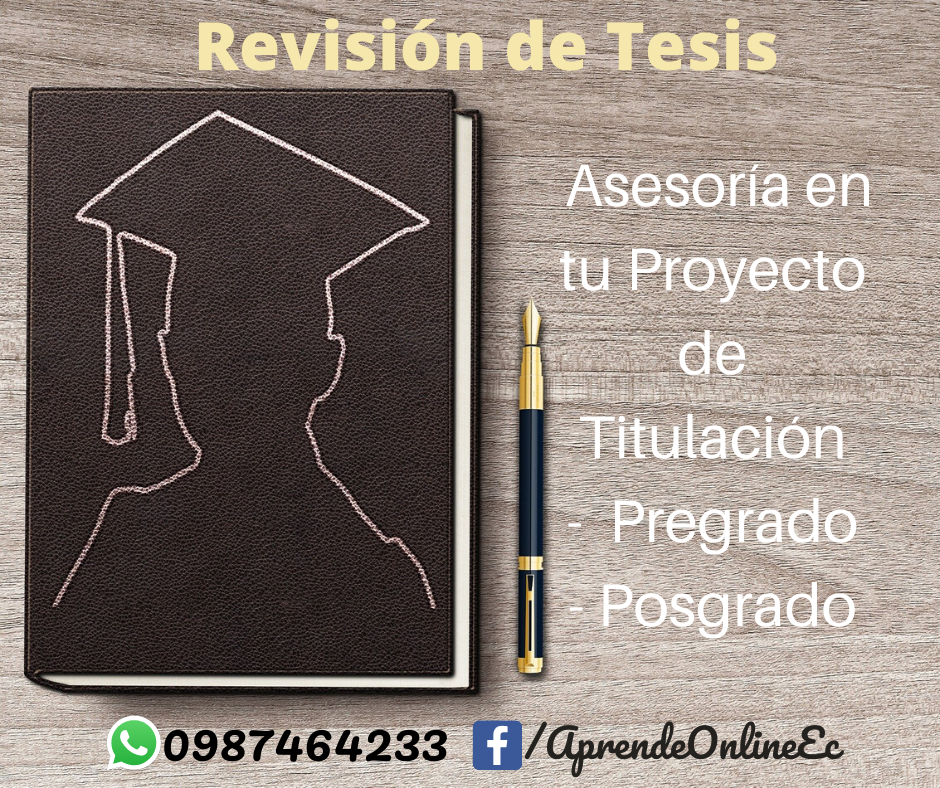 Revisión de Tesis
Asesoría en
tu Proyecto
de
Titulación
- Pregrado
- Posgrado
0987464233 f/AprendeOnlineEc